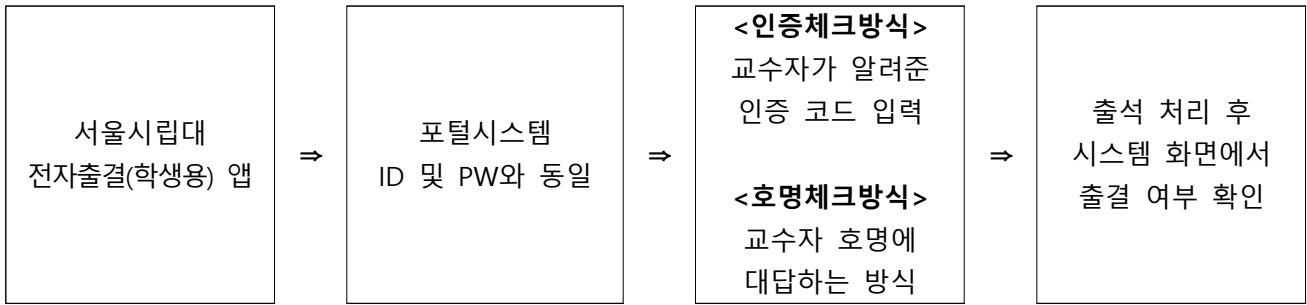 서울시립대
전자출결(학생용) 앱
⇒
포털시스템
ID 및 PW와 동일
⇒
<인증체크방식>
교수자가 알려준
인증 코드 입력
<호명체크방식>
교수자 호명에
대답하는 방식
⇒
출석 처리 후
시스템 화면에서
출결 여부 확인